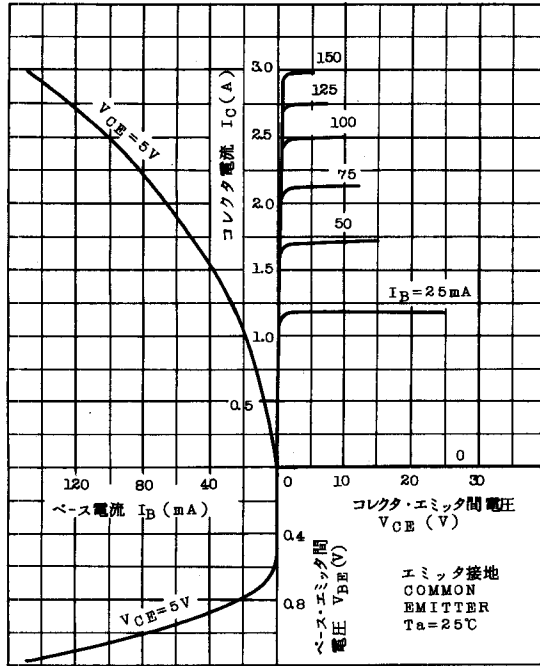 150
3.0
125
V_CE=5V
コレクタ電流 I_C(A)
2.5
100
75
2.0
50
1.5
I_B=25mA
1.0
0.5
0
120 80 40 0 10 20 30
ベース電流 I_B (mA)
コレクタ・エミッタ間電圧
V_CE (V)
0.4
ベース・エミッタ間
電圧 V_BE(V)
0.8
V_CE=5V
エミッタ接地
COMMON
EMITTER
Ta=25℃